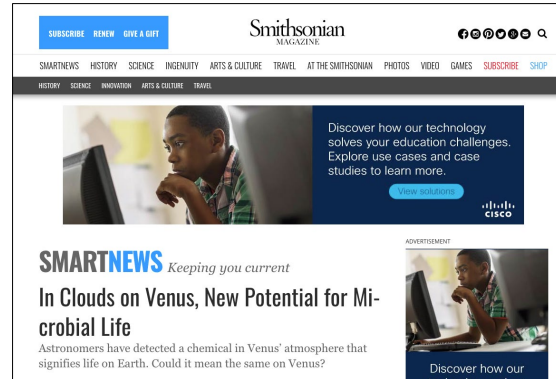 SUBSCRIBE RENEW GIVE A GIFT
Smithsonian
MAGAZINE
SMARTNEWS HISTORY SCIENCE INGENUITY ARTS & CULTURE TRAVEL AT THE SMITHSONIAN PHOTOS VIDEO GAMES SUBSCRIBE SHOP
HISTORY SCIENCE INNOVATION ARTS & CULTURE TRAVEL
Discover how our technology
solves your education challenges.
Explore use cases and case
studies to learn more.
View solutions
CISCO
SMARTNEWS Keeping you current
In Clouds on Venus, New Potential for Mi-
crobial Life
Astronomers have detected a chemical in Venus' atmosphere that
signifies life on Earth. Could it mean the same on Venus?
ADVERTISEMENT
Discover how our